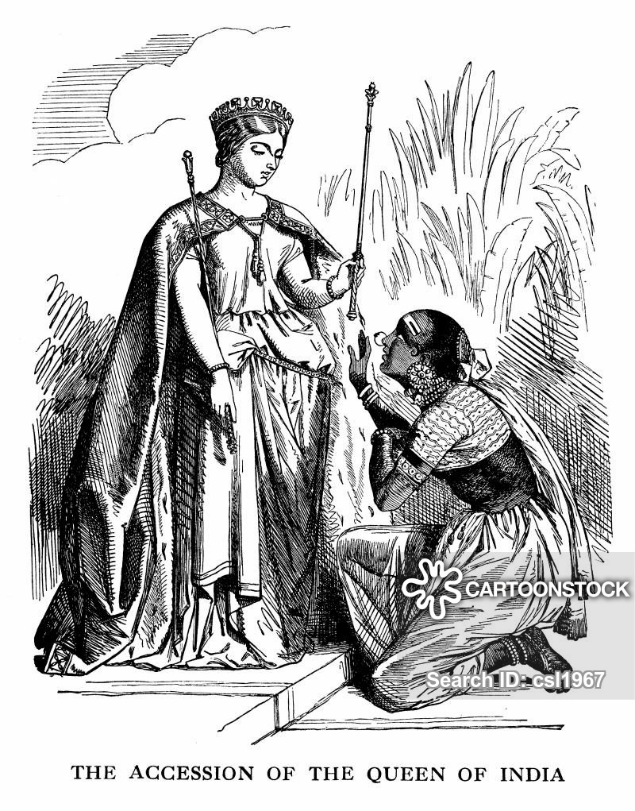 CARTOONSTOCK
Search ID: csl1967
THE ACCESSION OF THE QUEEN OF INDIA